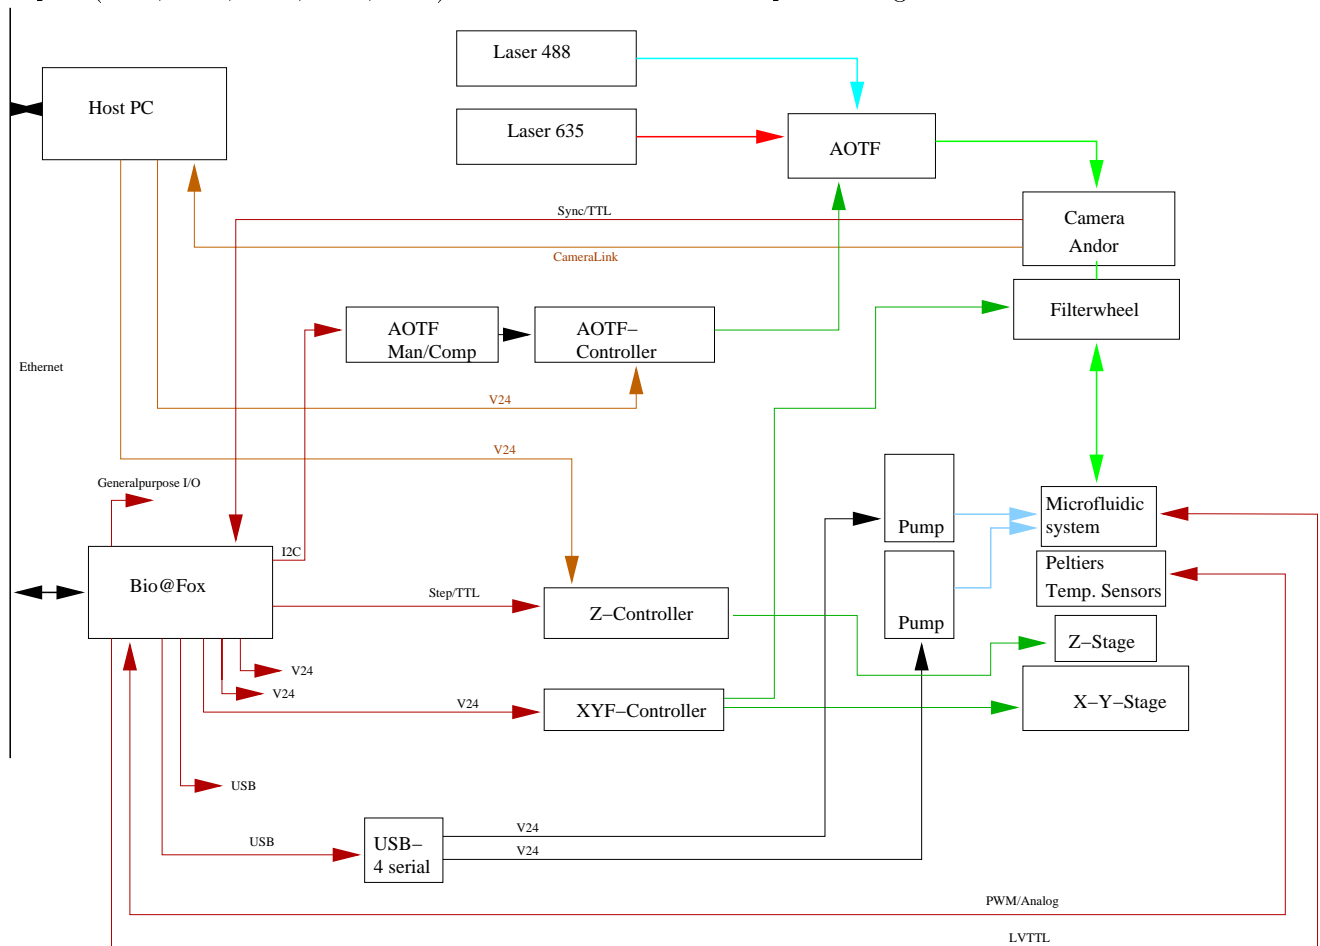 Laser 488
Host PC
Laser 635
AOTF
Sync/TTL
Camera
Andor
CameraLink
Filterwheel
AOTF
Man/Comp
AOTF–
Controller
Ethernet
V24
V24
Generalpurpose I/O
Microfluidic
system
Pump
I2C
Bio@Fox
Peltiers
Temp. Sensors
Step/TTL
Z–Controller
Pump
Z–Stage
V24
V24
V24
XYF–Controller
X–Y–Stage
USB
USB
USB–
4 serial
V24
V24
PWM/Analog
LVTTL